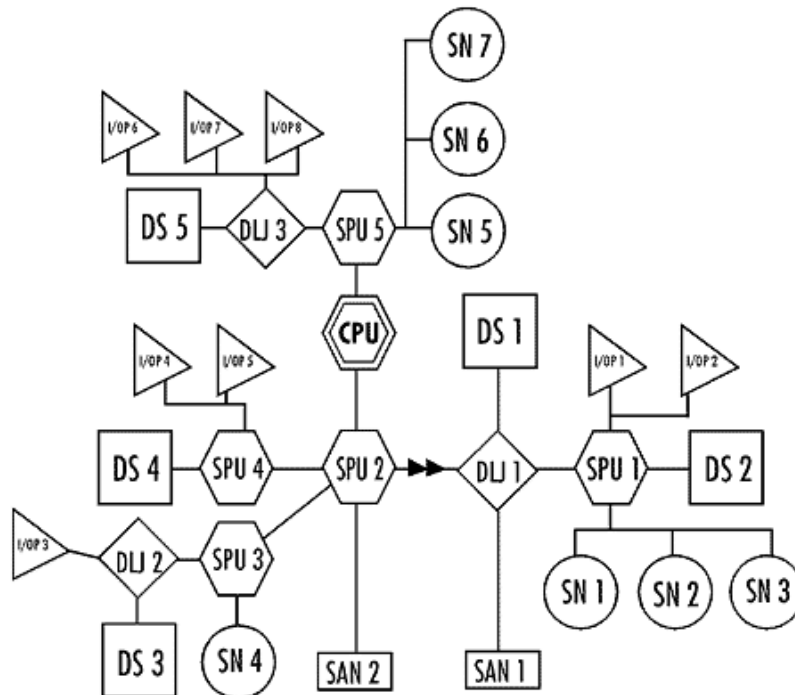 SN 7
I/OP 6
I/OP 7
I/OP 8
SN 6
DS 5
DLJ 3
SPU 5
SN 5
CPU
DS 1
I/OP 4
I/OP 5
I/OP 1
I/OP 2
DS 4
SPU 4
SPU 2
DLJ 1
SPU 1
DS 2
I/OP 3
DLJ 2
SPU 3
SN 1
SN 2
SN 3
DS 3
SN 4
SAN 2
SAN 1